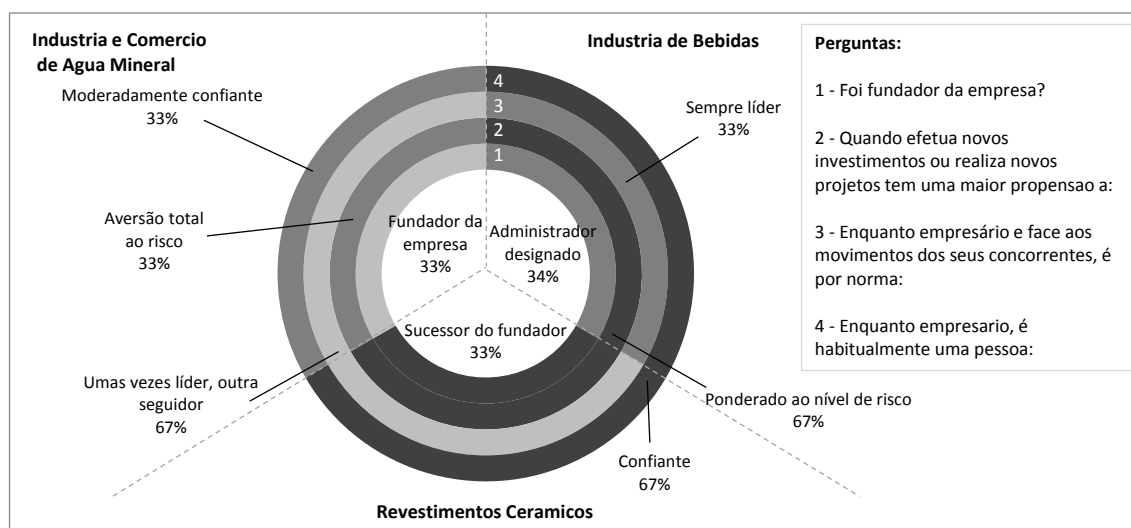 Industria e Comercio
de Agua Mineral
Industria de Bebidas
Moderadamente confiante
33%
4
3
2
1
Sempre líder
33%
Aversão total
ao risco
33%
Fundador da
empresa
33%
Administrador
designado
34%
Sucessor do fundador
33%
Umas vezes líder, outra
seguidor
67%
Ponderado ao nível de risco
67%
Confiante
67%
Revestimentos Ceramicos
Perguntas:
1 - Foi fundador da empresa?
2 - Quando efetua novos
investimentos ou realiza novos
projetos tem uma maior propensao a:
3 - Enquanto empresário e face aos
movimentos dos seus concorrentes, é
por norma:
4 - Enquanto empresario, é
habitualmente uma pessoa: